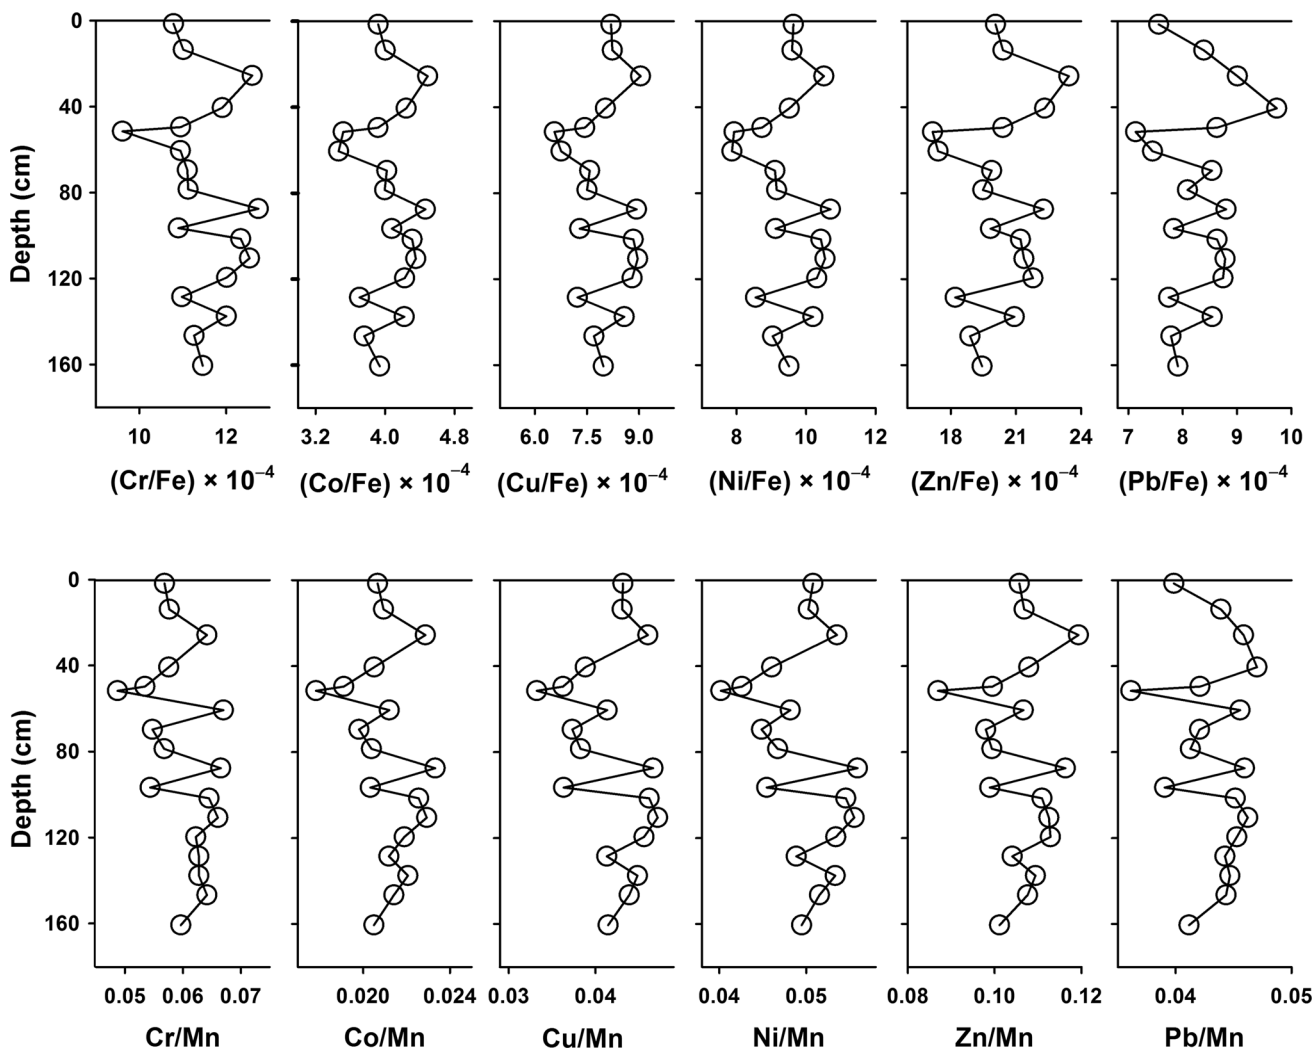 0
40
80
120
160
Depth (cm)
10 12
3.2 4.0 4.8
6.0 7.5 9.0
8 10 12
18 21 24
7 8 9 10
(Cr/Fe) × 10⁻⁴
(Co/Fe) × 10⁻⁴
(Cu/Fe) × 10⁻⁴
(Ni/Fe) × 10⁻⁴
(Zn/Fe) × 10⁻⁴
(Pb/Fe) × 10⁻⁴
0
40
80
120
160
Depth (cm)
0.05 0.06 0.07
0.020 0.024
0.03 0.04
0.04 0.05
0.08 0.10 0.12
0.04 0.05
Cr/Mn
Co/Mn
Cu/Mn
Ni/Mn
Zn/Mn
Pb/Mn